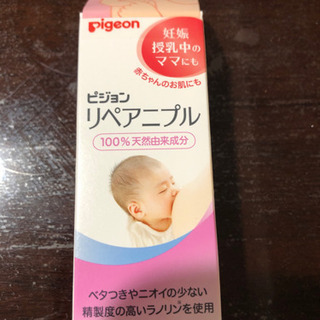 Pigeon
妊娠
授乳中の
ママにも
赤ちゃんのお肌にも
ピジョン
リペアニプル
100%天然由来成分
ベタつきやニオイの少ない
精製度の高いラノリンを使用